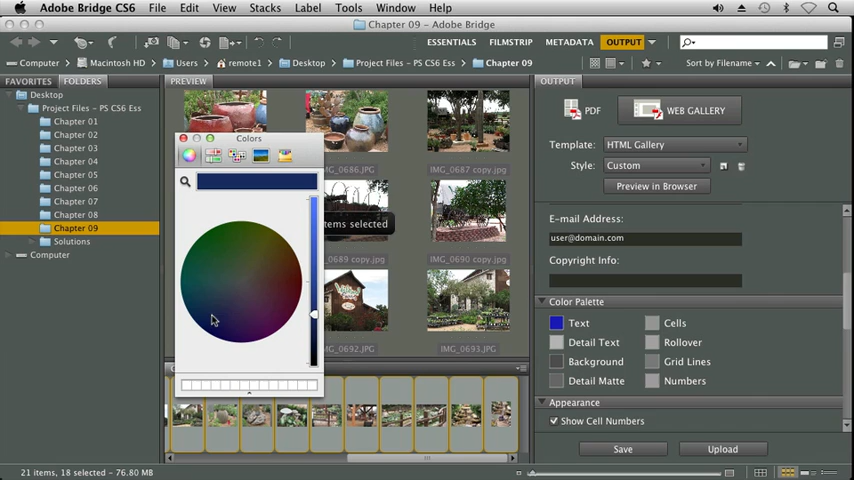 Adobe Bridge CS6 File Edit View Stacks Label Tools Window Help
Chapter 09 – Adobe Bridge
ESSENTIALS FILMSTRIP METADATA OUTPUT
Computer Macintosh HD Users remote1 Desktop Project Files - PS CS6 Ess Chapter 09 Sort by Filename
FAVORITES FOLDERS PREVIEW OUTPUT
Desktop
Project Files - PS CS6 Ess
Chapter 01
Chapter 02
Chapter 03
Chapter 04
Chapter 05
Chapter 06
Chapter 07
Chapter 08
Chapter 09
Solutions
Computer
Colors
IMG_0686.JPG IMG_0687 copy.JPG
tems selected
_0689 copy.JPG IMG_0690 copy.JPG
IMG_0692.JPG IMG_0693.JPG
PDF WEB GALLERY
Template: HTML Gallery
Style: Custom
Preview in Browser
E-mail Address:
user@domain.com
Copyright Info:
Color Palette
Text Cells
Detail Text Rollover
Background Grid Lines
Detail Matte Numbers
Appearance
Show Cell Numbers
Save Upload
21 items, 18 selected - 76.80 MB